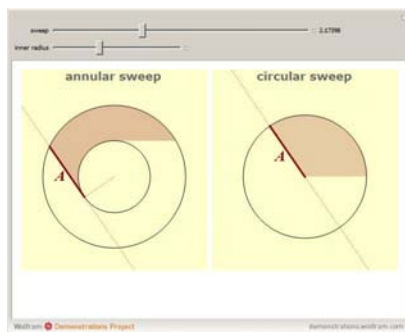 sweep 2.17398
inner radius
annular sweep circular sweep
A A
Wolfram Demonstrations Project demonstrations.wolfram.com